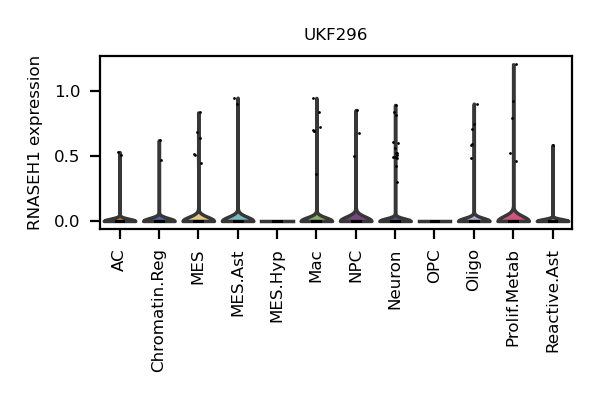 UKF296
RNASEH1 expression
1.0
0.5
0.0
AC
Chromatin.Reg
MES
MES.Ast
MES.Hyp
Mac
NPC
Neuron
OPC
Oligo
Prolif.Metab
Reactive.Ast